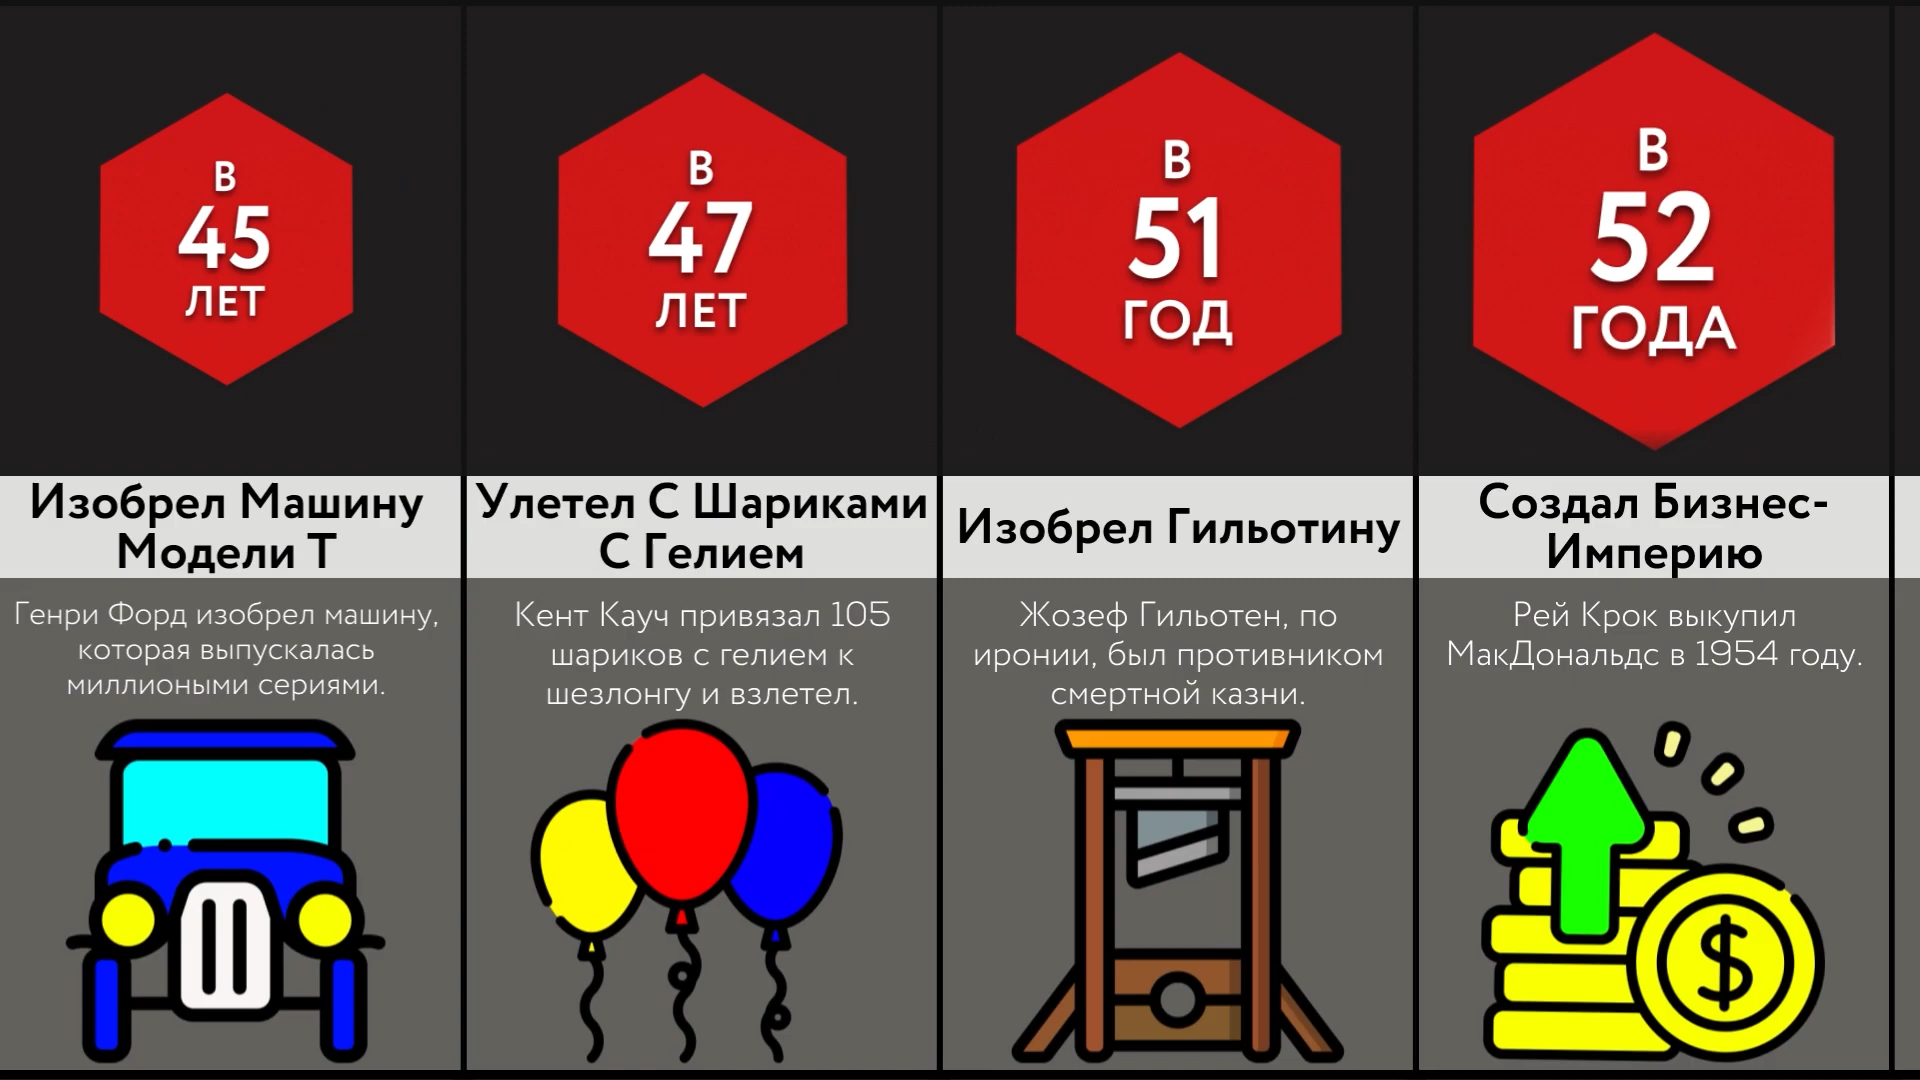 В
45
ЛЕТ
Изобрел Машину
Модели Т
Генри Форд изобрел машину,
которая выпускалась
миллиоными сериями.
В
47
ЛЕТ
Улетел С Шариками
С Гелием
Кент Кауч привязал 105
шариков с гелием к
шезлонгу и взлетел.
В
51
ГОД
Изобрел Гильотину
Жозеф Гильотен, по
иронии, был противником
смертной казни.
В
52
ГОДА
Создал Бизнес-
Империю
Рей Крок выкупил
МакДональдс в 1954 году.
$